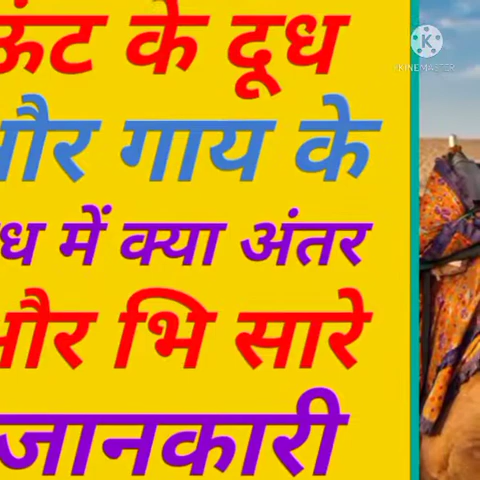 ऊंट के दूध
और गाय के
दूध में क्या अंतर
और भि सारे
जानकारी
KINEMASTER